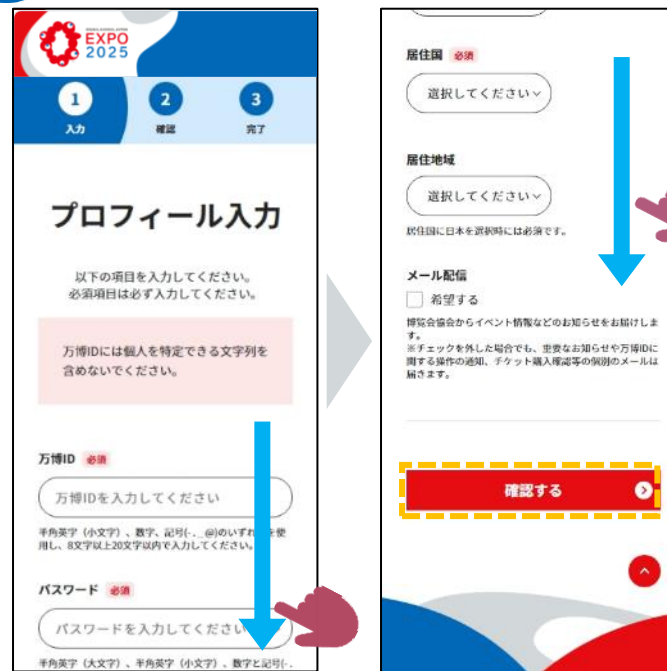 EXPO
2025
1
2
3
入力
確認
完了
プロフィール入力
以下の項目を入力してください。
必須項目は必ず入力してください。
万博IDには個人を特定できる文字列を
含めないでください。
万博ID 必須
万博IDを入力してください
半角英字（小文字）、数字、記号(-._@)のいずれ を使
用し、8文字以上20文字以内で入力してください。
パスワード 必須
パスワードを入力してください
半角英字（大文字）、半角英字（小文字）、数字と記号(-.
居住国 必須
選択してください
居住地域
選択してください
居住国に日本を選択時には必須です。
メール配信
希望する
博覧会協会からイベント情報などのお知らせをお届けしま
す。
※チェックを外した場合でも、重要なお知らせや万博IDに
関する操作の通知、チケット購入確認等の個別のメールは
届きます。
確認する